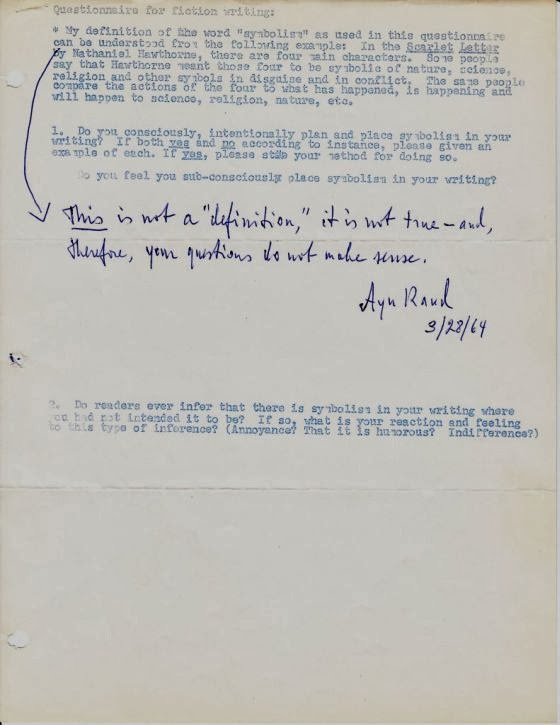 Questionnaire for fiction writing:
* My definition of the word "symbolism" as used in this questionnaire
can be understood from the following example: In the Scarlet Letter
by Nathaniel Hawthorne, there are four main characters. Some people
say that Hawthorne meant those four to be symbolic of nature, science,
religion and other symbols in disguise and in conflict. The same people
compare the actions of the four to what has happened, is happening and
will happen to science, religion, nature, etc.
1. Do you consciously, intentionally plan and place symbolism in your
writing? If both yes and no according to instance, please given an
example of each. If yes, please state your method for doing so.
Do you feel you sub-consciously place symbolism in your writing?
This is not a "definition," it is not true — and,
therefore, your questions do not make sense.
Ayn Rand
3/28/64
2. Do readers ever infer that there is symbolism in your writing where
you had not intended it to be? If so, what is your reaction and feeling
to this type of inference? (Annoyance? That it is humorous? Indifference?)